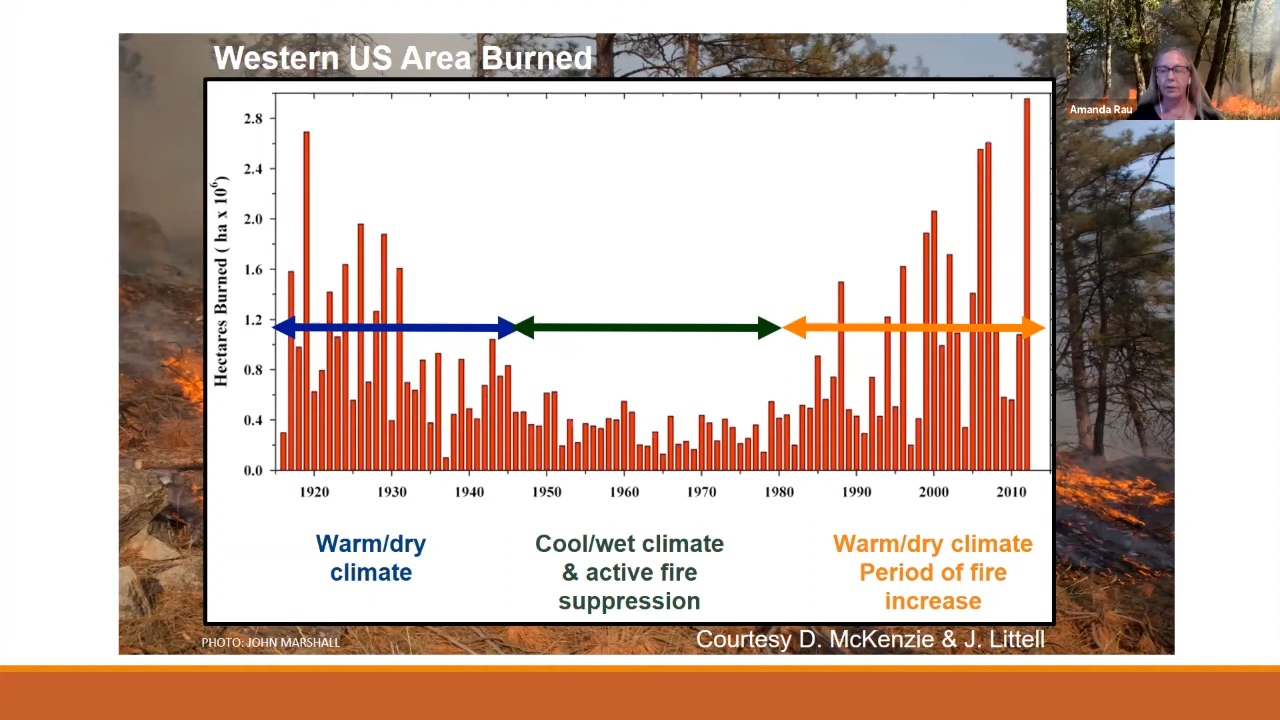 Western US Area Burned
Amanda Rau
Hectares Burned ( ha x 10⁶)
2.8
2.4
2.0
1.6
1.2
0.8
0.4
0.0
1920 1930 1940 1950 1960 1970 1980 1990 2000 2010
Warm/dry
climate
Cool/wet climate
& active fire
suppression
Warm/dry climate
Period of fire
increase
PHOTO: JOHN MARSHALL
Courtesy D. McKenzie & J. Littell